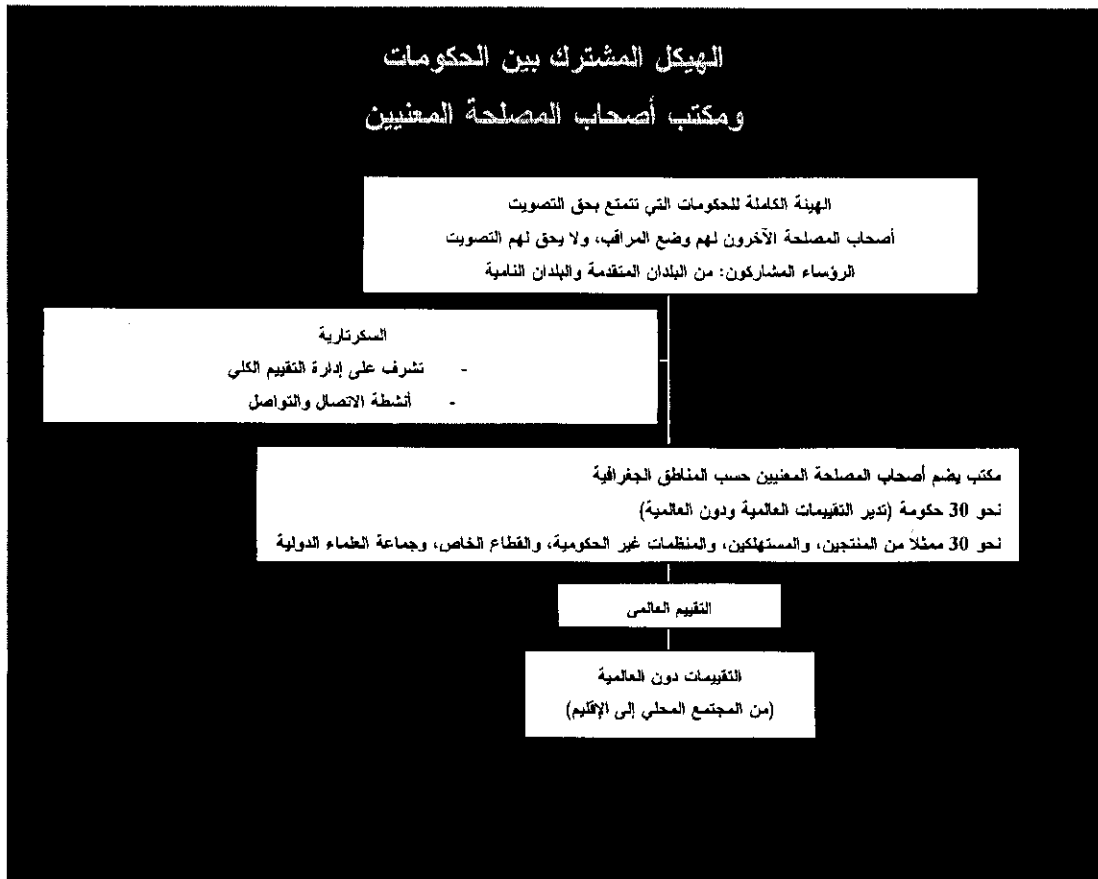 الهيكل المشترك بين الحكومات
ومكتب أصحاب المصلحة المعنيين
الهيئة الكاملة للحكومات التي تتمتع بحق التصويت
أصحاب المصلحة الآخرون لهم وضع المراقب، ولا يحق لهم التصويت
الرؤساء المشاركون: من البلدان المتقدمة والبلدان النامية
السكرتارية
- تشرف على إدارة التقييم الكلي
- أنشطة الاتصال والتواصل
مكتب يضم أصحاب المصلحة المعنيين حسب المناطق الجغرافية
نحو 30 حكومة (تدير التقييمات العالمية ودون العالمية)
نحو 30 ممثلاً من المنتجين، والمستهلكين، والمنظمات غير الحكومية، والقطاع الخاص، وجماعة العلماء الدولية
التقييم العالمى
التقييمات دون العالمية
(من المجتمع المحلي إلى الإقليم)